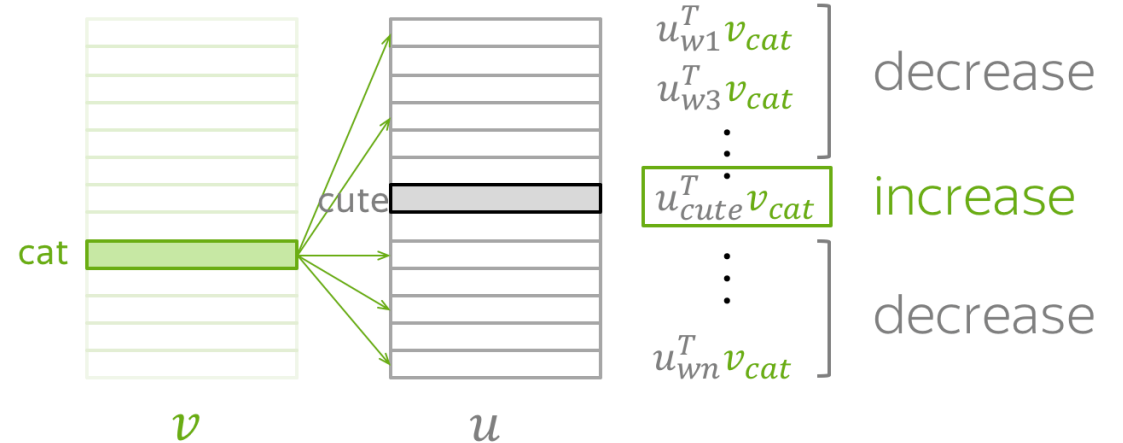 u_{w1}^T v_{cat}
u_{w3}^T v_{cat}
decrease
⋮
cute
u_{cute}^T v_{cat}
increase
cat
⋮
decrease
u_{wn}^T v_{cat}
v
u